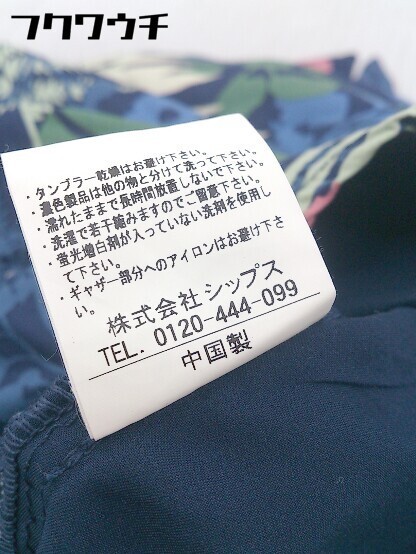 フクワウチ
・タンブラー乾燥はお避け下さい。
・濃色製品は他の物と分けて洗って下さい。
・濡れたままで長時間放置しないで下さい。
・洗濯で若干縮みますのでご留意下さい。
・蛍光増白剤が入っていない洗剤を使用し
て下さい。
・ギャザー部分へのアイロンはお避け下さ
い。
株式会社シップス
TEL. 0120-444-099
中国製